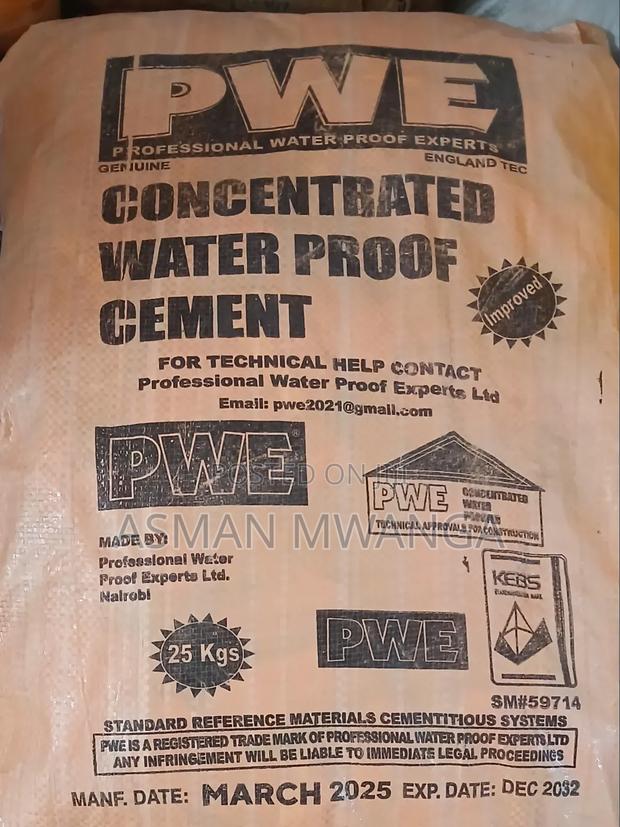 PWE
PROFESSIONAL WATER PROOF EXPERTS
GENUINE ENGLAND TEC
CONCENTRATED
WATER PROOF
CEMENT
Improved
FOR TECHNICAL HELP CONTACT
Professional Water Proof Experts Ltd
Email: pwe2021@gmail.com
PWE®
POSTED ON
ASMAN MWANGA
PWE CONCENTRATED
WATER
TECHNICAL APPROVALS FOR CONSTRUCTION
MADE BY:
Professional Water
Proof Experts Ltd.
Nairobi
KEBS
25 Kgs
PWE
SM#59714
STANDARD REFERENCE MATERIALS CEMENTITIOUS SYSTEMS
PWE IS A REGISTERED TRADE MARK OF PROFESSIONAL WATER PROOF EXPERTS LTD
ANY INFRINGEMENT WILL BE LIABLE TO IMMEDIATE LEGAL PROCEEDINGS
MANF. DATE: MARCH 2025 EXP. DATE: DEC 2032